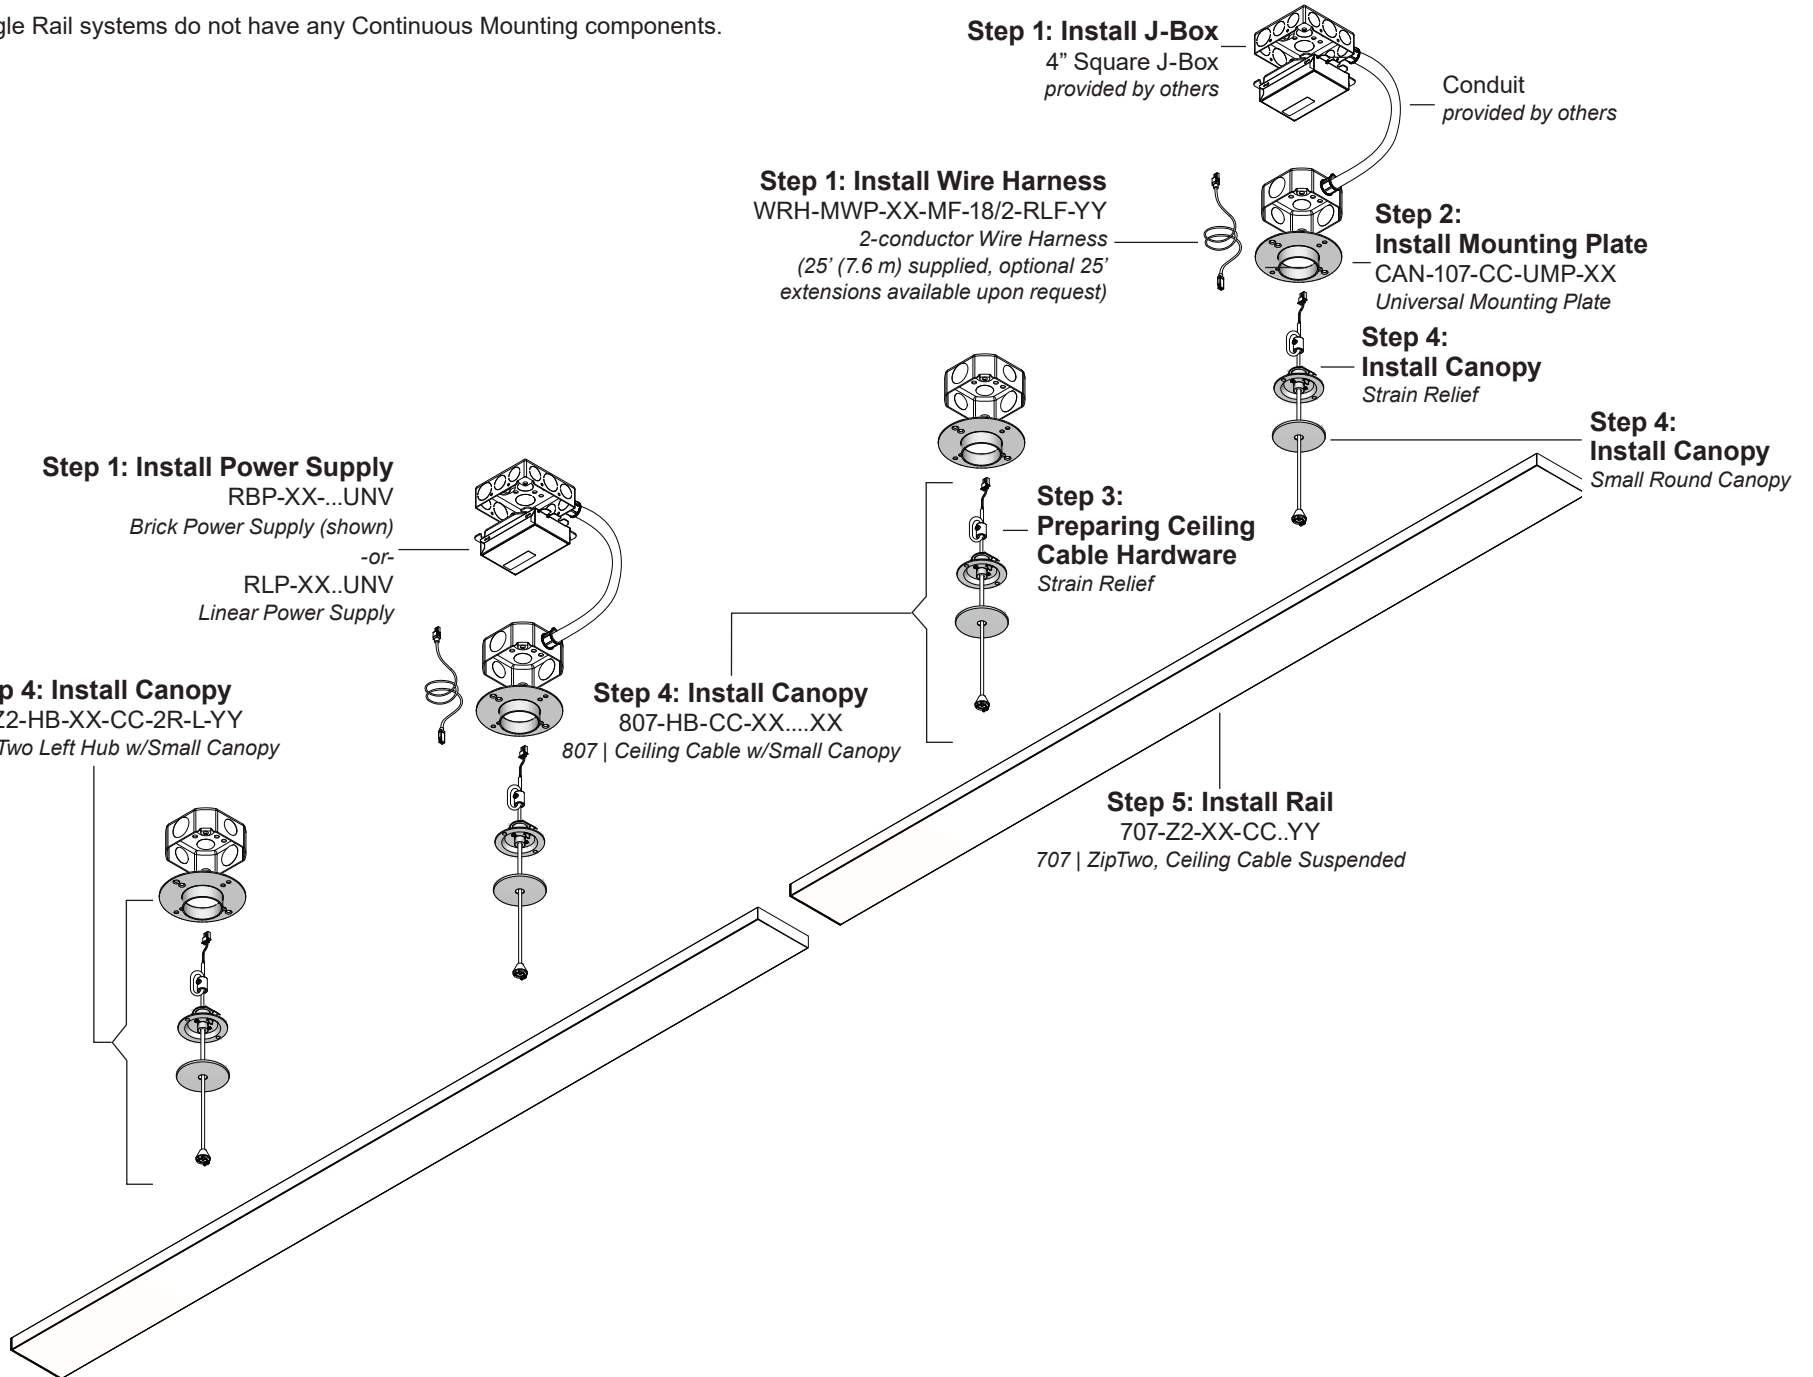 gle Rail systems do not have any Continuous Mounting components.
Step 1: Install J-Box
4” Square J-Box
provided by others
Conduit
provided by others
Step 1: Install Wire Harness
WRH-MWP-XX-MF-18/2-RLF-YY
2-conductor Wire Harness
(25’ (7.6 m) supplied, optional 25’
extensions available upon request)
Step 2:
Install Mounting Plate
CAN-107-CC-UMP-XX
Universal Mounting Plate
Step 4:
Install Canopy
Strain Relief
Step 4:
Install Canopy
Small Round Canopy
Step 1: Install Power Supply
RBP-XX-...UNV
Brick Power Supply (shown)
-or-
RLP-XX..UNV
Linear Power Supply
Step 3:
Preparing Ceiling
Cable Hardware
Strain Relief
p 4: Install Canopy
Z2-HB-XX-CC-2R-L-YY
Two Left Hub w/Small Canopy
Step 4: Install Canopy
807-HB-CC-XX....XX
807 | Ceiling Cable w/Small Canopy
Step 5: Install Rail
707-Z2-XX-CC..YY
707 | ZipTwo, Ceiling Cable Suspended